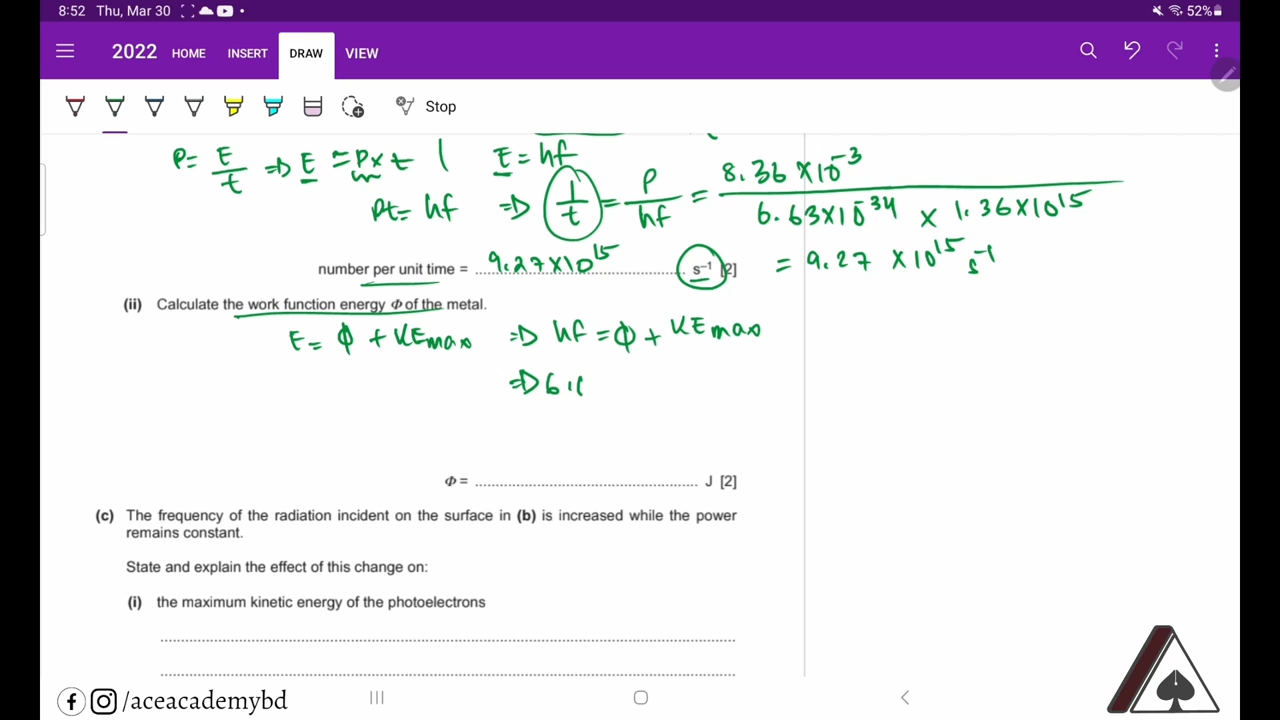 8:52 Thu, Mar 30 52%
2022 HOME INSERT DRAW VIEW
Stop
P = E/t ⇒ E = P × t | E = hf
Pt = hf ⇒ 1/t = P/hf = 8.36 × 10⁻³ / 6.63 × 10⁻³⁴ × 1.36 × 10¹⁵
number per unit time = 9.27 × 10¹⁵ s⁻¹ [2] = 9.27 × 10¹⁵ s⁻¹
(ii) Calculate the work function energy Φ of the metal.
E = Φ + KEmax ⇒ hf = Φ + KEmax
⇒ 6.
Φ = ................................................ J [2]
(c) The frequency of the radiation incident on the surface in (b) is increased while the power
remains constant.
State and explain the effect of this change on:
(i) the maximum kinetic energy of the photoelectrons
/aceacademybd